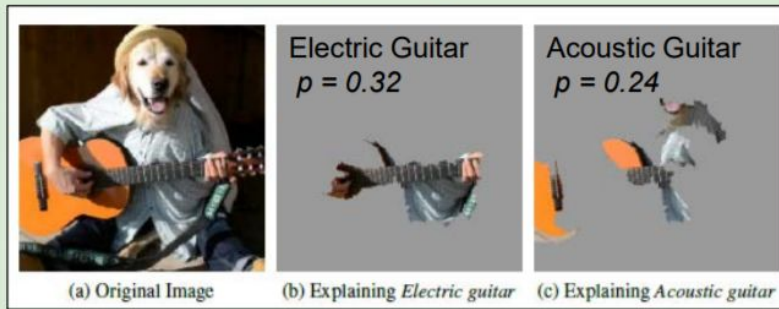 Electric Guitar
p = 0.32
Acoustic Guitar
p = 0.24
(a) Original Image
(b) Explaining Electric guitar
(c) Explaining Acoustic guitar